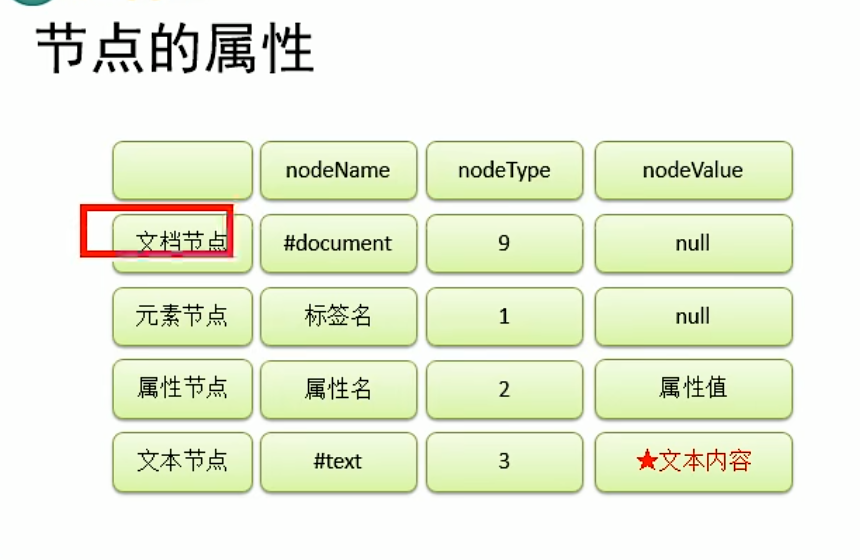 节点的属性
nodeName nodeType nodeValue
文档节点 #document 9 null
元素节点 标签名 1 null
属性节点 属性名 2 属性值
文本节点 #text 3 ★文本内容